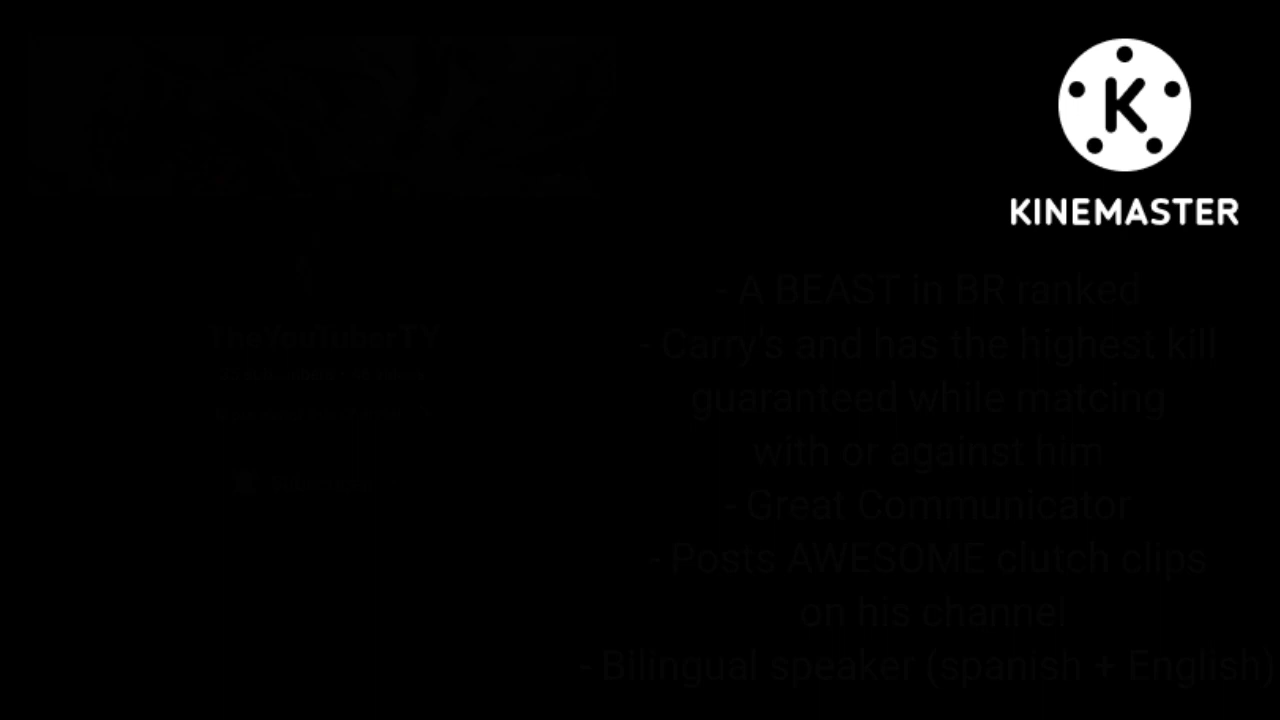 K
KINEMASTER
- A BEAST in BR ranked
- Carry's and has the highest kill
guaranteed while matcing
with or against him
- Great Communicator
- Posts AWESOME clutch clips
on his channel
- Bilingual speaker (spanish + English)